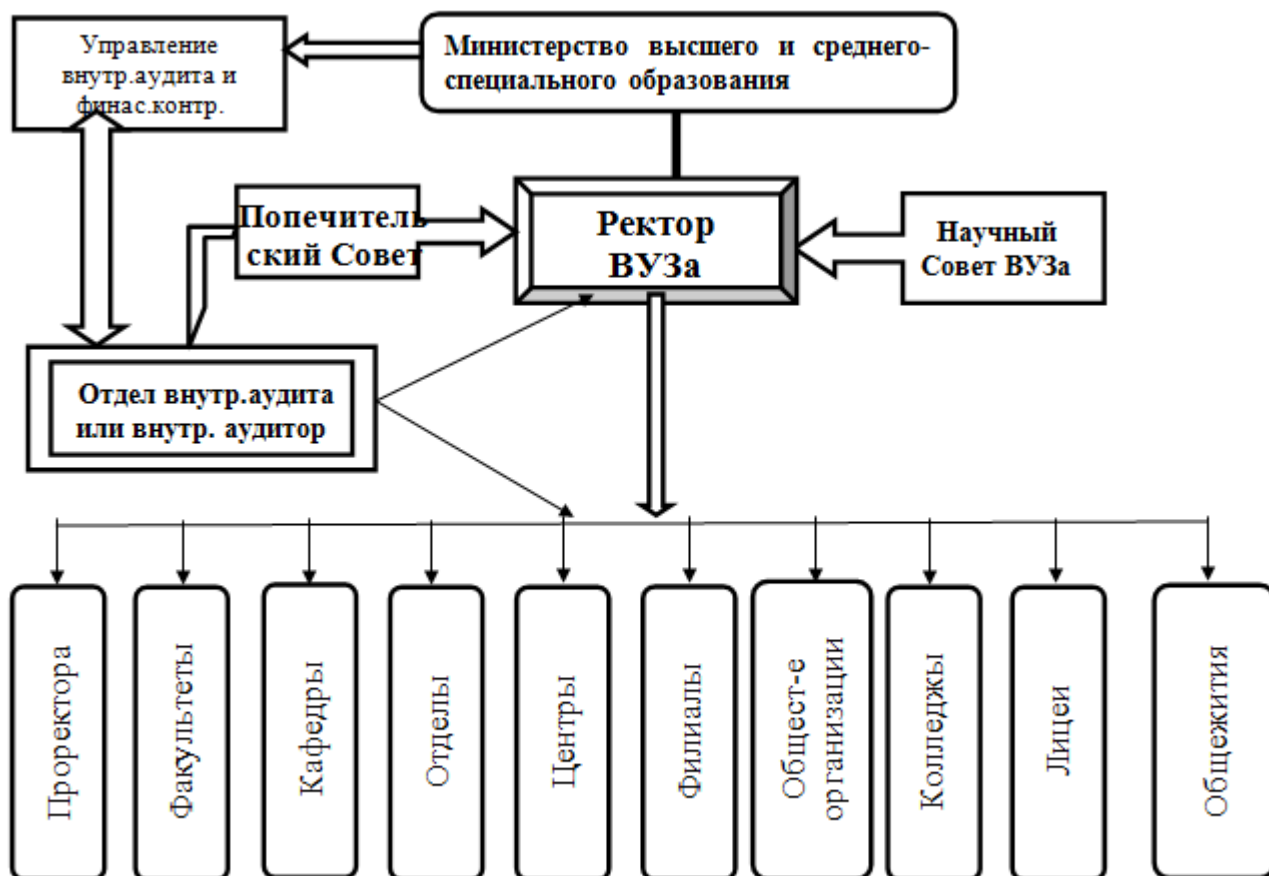 Управление
внутр.аудита и
финас.контр.
Министерство высшего и среднего-
специального образования
Попечитель
ский Совет
Ректор
ВУЗа
Научный
Совет ВУЗа
Отдел внутр.аудита
или внутр. аудитор
Проректора
Факультеты
Кафедры
Отделы
Центры
Филиалы
Общест-е
организации
Колледжы
Лицеи
Общежития